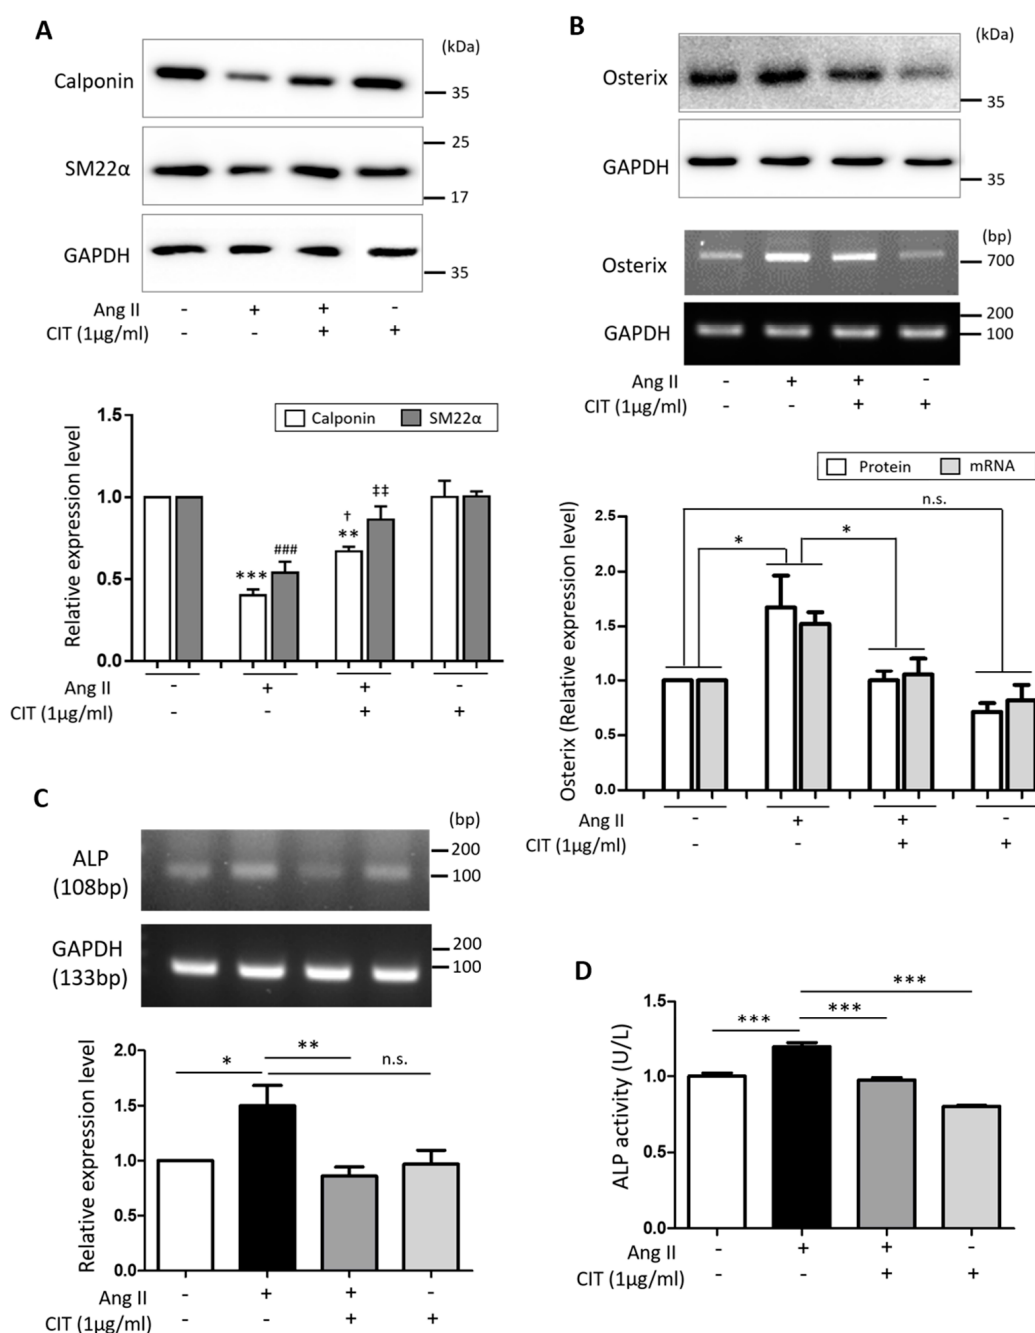 A
(kDa)
Calponin
35
25
SM22α
17
GAPDH
35
Ang II - + + -
CIT (1µg/ml) - - + +
Calponin SM22α
Relative expression level
1.5
1.0
0.5
0.0
*** ###
† **
‡‡
Ang II - + + -
CIT (1µg/ml) - - + +
B
(kDa)
Osterix
35
GAPDH
35
(bp)
Osterix
700
200
GAPDH
100
Ang II - + + -
CIT (1µg/ml) - - + +
Protein mRNA
n.s.
* *
Osterix (Relative expression level)
2.5
2.0
1.5
1.0
0.5
0.0
Ang II - + + -
CIT (1µg/ml) - - + +
C
(bp)
ALP
(108bp)
200
100
GAPDH
(133bp)
200
100
Relative expression level
2.0
1.5
1.0
0.5
0.0
* ** n.s.
Ang II - + + -
CIT (1µg/ml) - - + +
D
ALP activity (U/L)
1.5
1.0
0.5
0.0
*** *** ***
Ang II - + + -
CIT (1µg/ml) - - + +